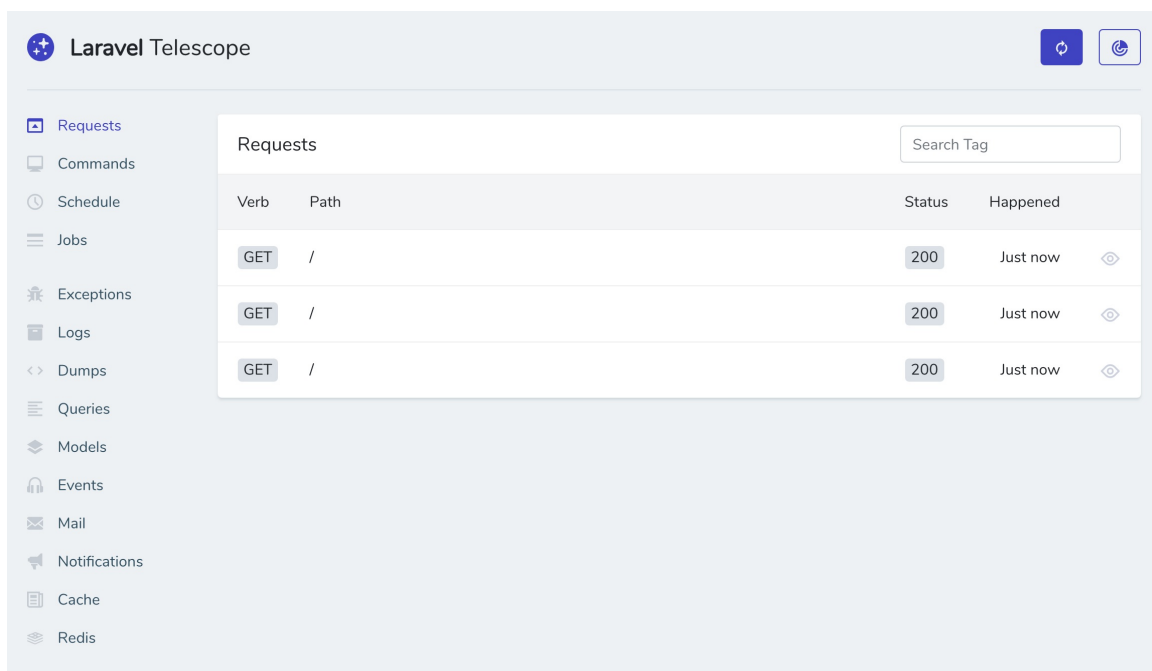 Laravel Telescope
Requests
Commands
Schedule
Jobs
Exceptions
Logs
Dumps
Queries
Models
Events
Mail
Notifications
Cache
Redis
Requests
Search Tag
Verb Path Status Happened
GET / 200 Just now
GET / 200 Just now
GET / 200 Just now